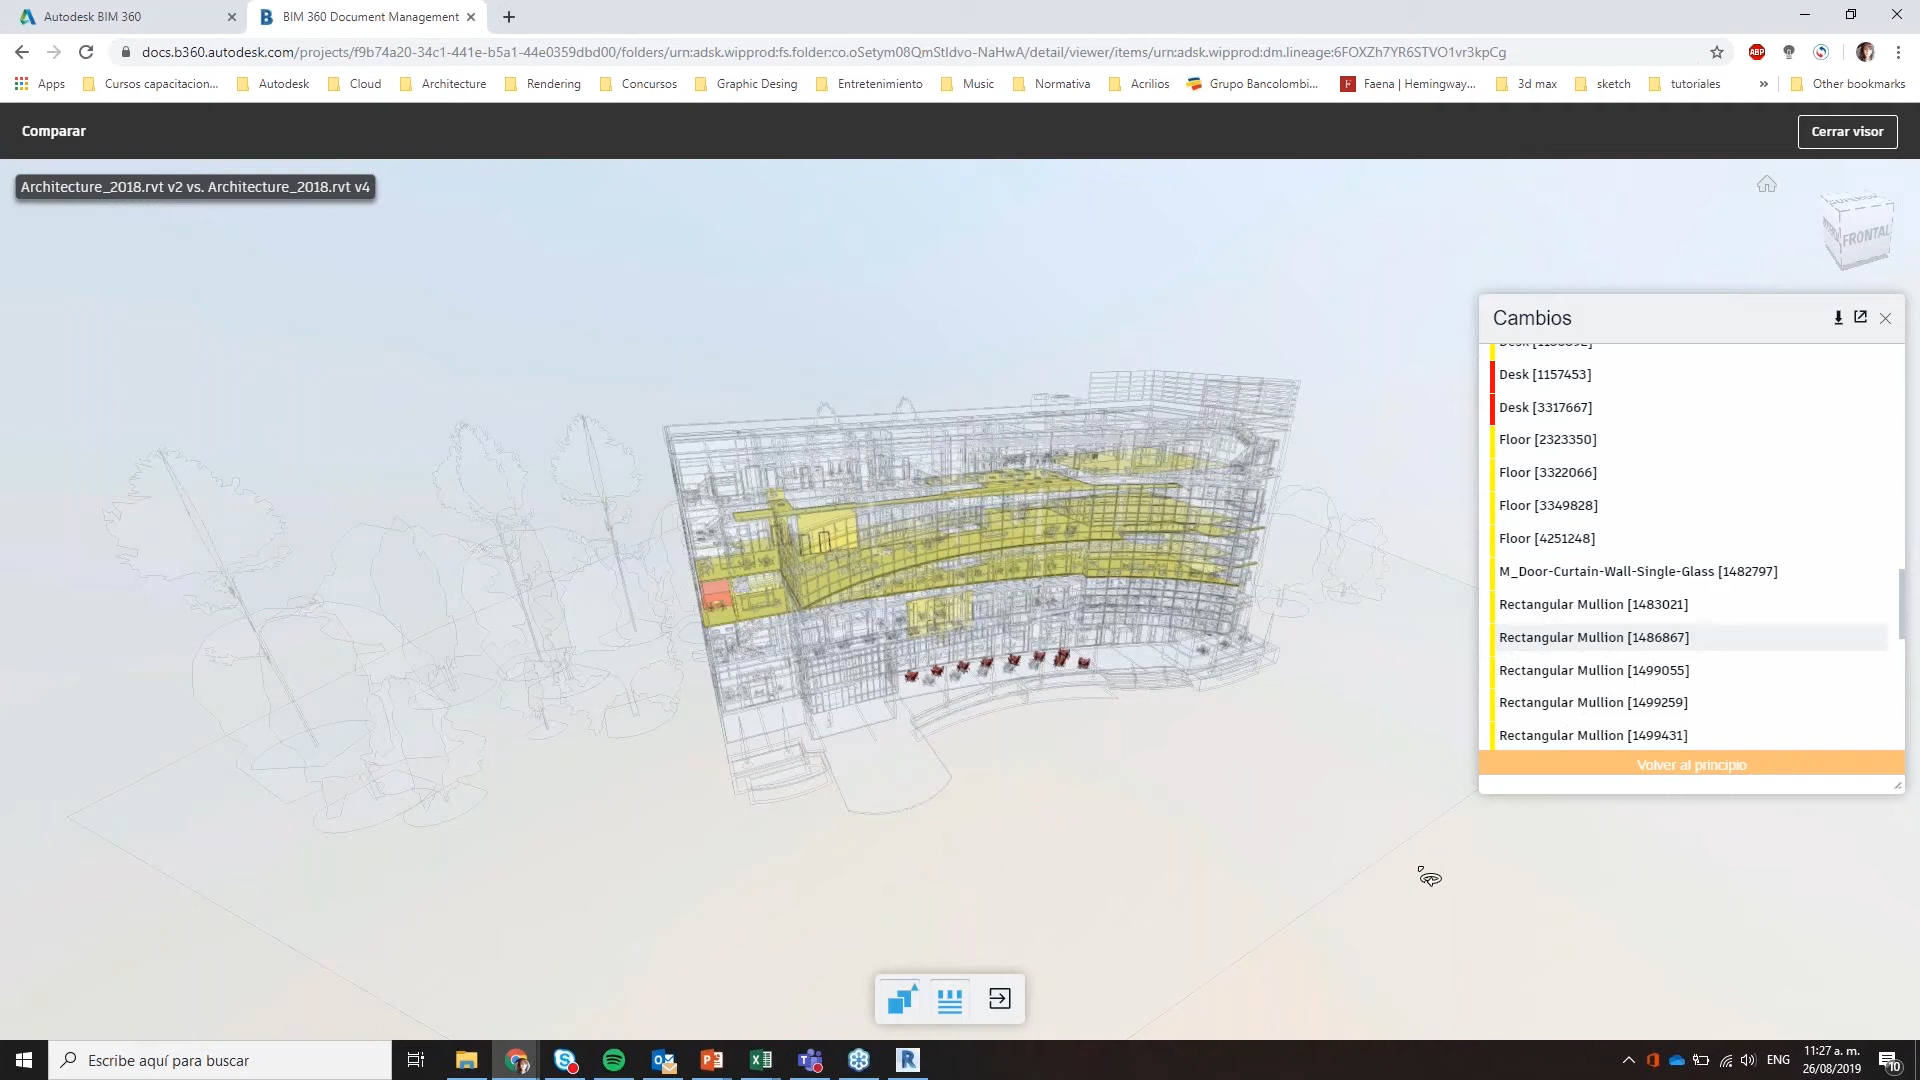 Autodesk BIM 360
BIM 360 Document Management
docs.b360.autodesk.com/projects/f9b74a20-34c1-441e-b5a1-44e0359dbd00/folders/urn:adsk.wipprod:fs.folder:co.oSetym08QmStIdvo-NaHwA/detail/viewer/items/urn:adsk.wipprod:dm.lineage:6FOXZh7YR6STVO1vr3kpCg
ABP
Apps
Cursos capacitacion...
Autodesk
Cloud
Architecture
Rendering
Concursos
Graphic Desing
Entretenimiento
Music
Normativa
Acrilios
Grupo Bancolombi...
Faena | Hemingway...
3d max
sketch
tutoriales
Other bookmarks
Comparar
Cerrar visor
Architecture_2018.rvt v2 vs. Architecture_2018.rvt v4
FRONTAL
Cambios
Desk [1157453]
Desk [3317667]
Floor [2323350]
Floor [3322066]
Floor [3349828]
Floor [4251248]
M_Door-Curtain-Wall-Single-Glass [1482797]
Rectangular Mullion [1483021]
Rectangular Mullion [1486867]
Rectangular Mullion [1499055]
Rectangular Mullion [1499259]
Rectangular Mullion [1499431]
Volver al principio
Escribe aquí para buscar
ENG
11:27 a. m.
26/08/2019
10